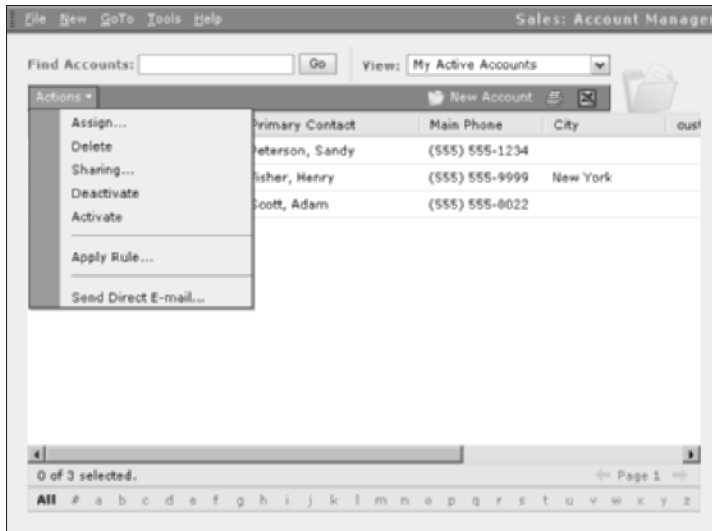 File New GoTo Tools Help Sales: Account Manager
Find Accounts: Go View: My Active Accounts
Actions New Account
Assign...
Delete
Sharing...
Deactivate
Activate
Apply Rule...
Send Direct E-mail...
Primary Contact Main Phone City cust
Peterson, Sandy (555) 555-1234
Fisher, Henry (555) 555-9999 New York
Scott, Adam (555) 555-0022
0 of 3 selected. Page 1
All # a b c d e f g h i j k l m n o p q r s t u v w x y z